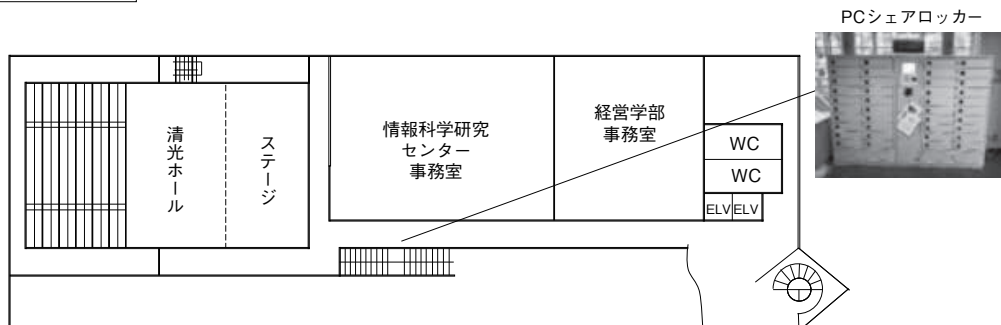 PCシェアロッカー
清光ホール
ステージ
情報科学研究
センター
事務室
経営学部
事務室
WC
WC
ELV
ELV